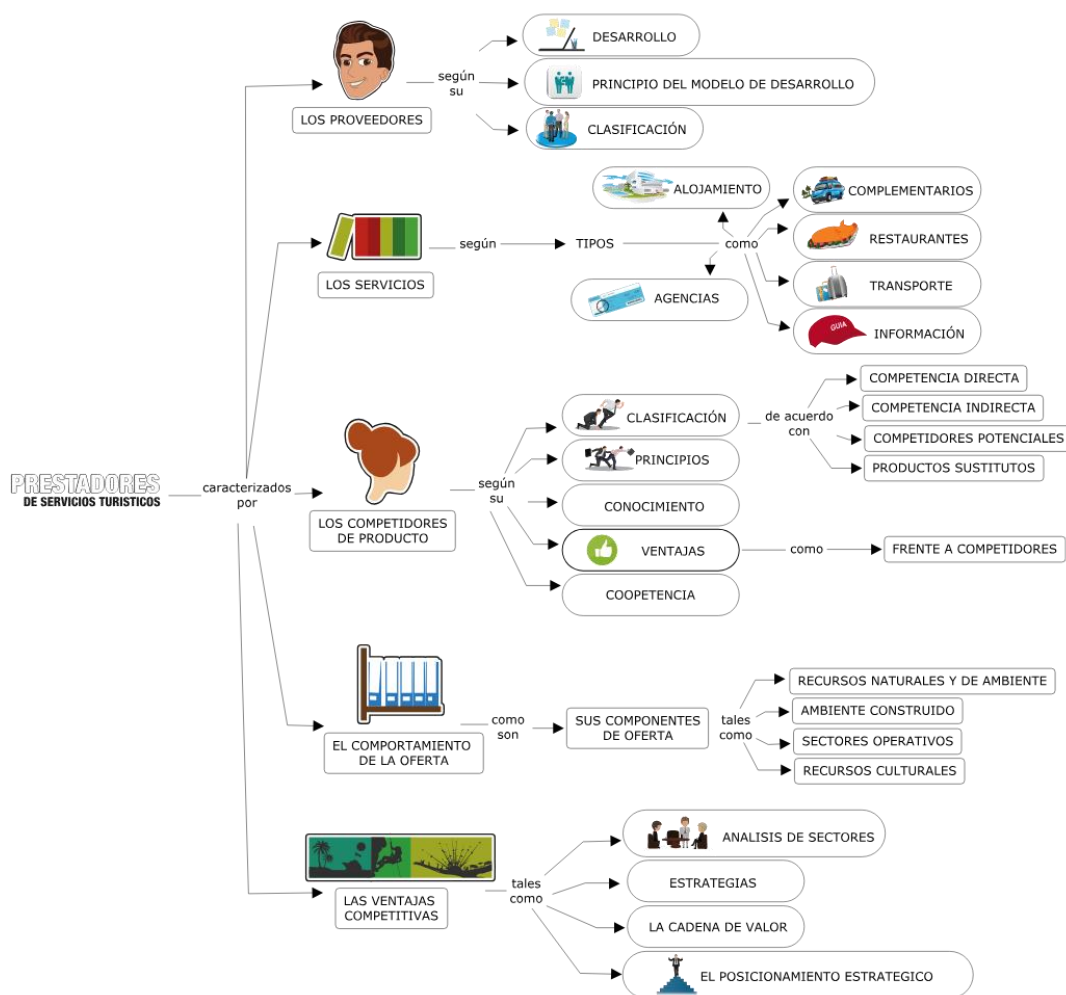 PRESTADORES
DE SERVICIOS TURISTICOS
caracterizados
por
LOS PROVEEDORES
según
su
DESARROLLO
PRINCIPIO DEL MODELO DE DESARROLLO
CLASIFICACIÓN
LOS SERVICIOS
según
TIPOS
como
ALOJAMIENTO
AGENCIAS
COMPLEMENTARIOS
RESTAURANTES
TRANSPORTE
GUIA
INFORMACIÓN
LOS COMPETIDORES
DE PRODUCTO
según
su
CLASIFICACIÓN
de acuerdo
con
COMPETENCIA DIRECTA
COMPETENCIA INDIRECTA
COMPETIDORES POTENCIALES
PRODUCTOS SUSTITUTOS
PRINCIPIOS
CONOCIMIENTO
VENTAJAS
como
FRENTE A COMPETIDORES
COOPETENCIA
EL COMPORTAMIENTO
DE LA OFERTA
como
son
SUS COMPONENTES
DE OFERTA
tales
como
RECURSOS NATURALES Y DE AMBIENTE
AMBIENTE CONSTRUIDO
SECTORES OPERATIVOS
RECURSOS CULTURALES
LAS VENTAJAS
COMPETITIVAS
tales
como
ANALISIS DE SECTORES
ESTRATEGIAS
LA CADENA DE VALOR
EL POSICIONAMIENTO ESTRATEGICO